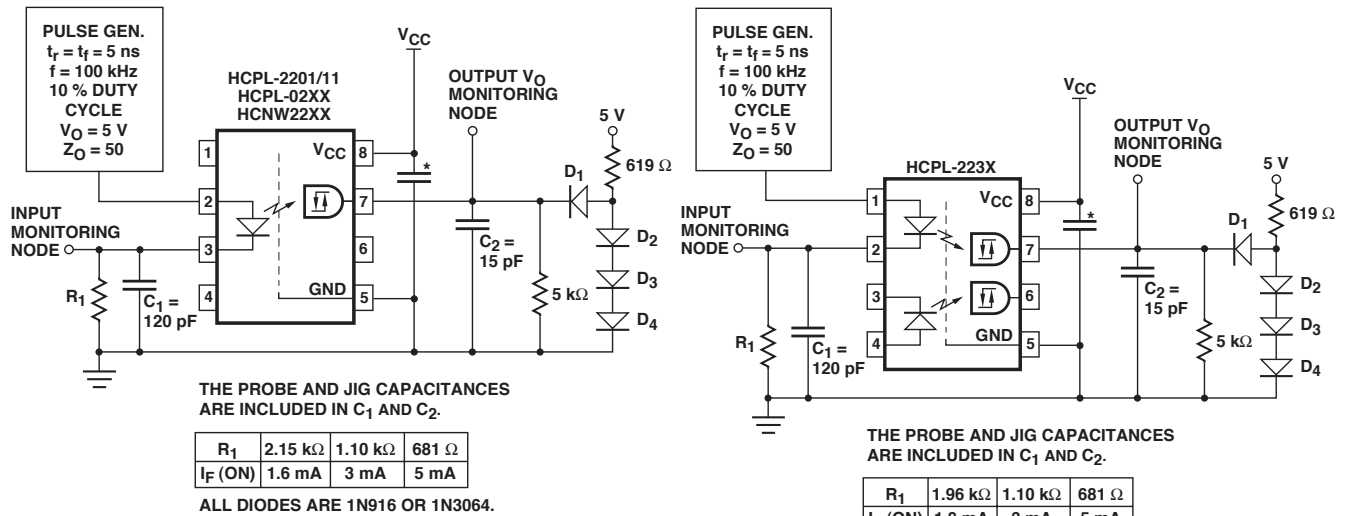 PULSE GEN.
tr = tf = 5 ns
f = 100 kHz
10 % DUTY
CYCLE
VO = 5 V
ZO = 50
VCC
HCPL-2201/11
HCPL-02XX
HCNW22XX
OUTPUT VO
MONITORING
NODE
5 V
619 Ω
D1
1
VCC 8
*
2
7
INPUT
MONITORING
NODE
3
6
C2 =
15 pF
D2
D3
D4
R1
C1 =
120 pF
4
GND 5
5 kΩ
THE PROBE AND JIG CAPACITANCES
ARE INCLUDED IN C1 AND C2.
R1 2.15 kΩ 1.10 kΩ 681 Ω
IF (ON) 1.6 mA 3 mA 5 mA
ALL DIODES ARE 1N916 OR 1N3064.
PULSE GEN.
tr = tf = 5 ns
f = 100 kHz
10 % DUTY
CYCLE
VO = 5 V
ZO = 50
VCC
HCPL-223X
OUTPUT VO
MONITORING
NODE
5 V
619 Ω
D1
1
VCC 8
*
INPUT
MONITORING
NODE
2
7
C2 =
15 pF
D2
D3
D4
3
6
R1
C1 =
120 pF
4
GND 5
5 kΩ
THE PROBE AND JIG CAPACITANCES
ARE INCLUDED IN C1 AND C2.
R1 1.96 kΩ 1.10 kΩ 681 Ω